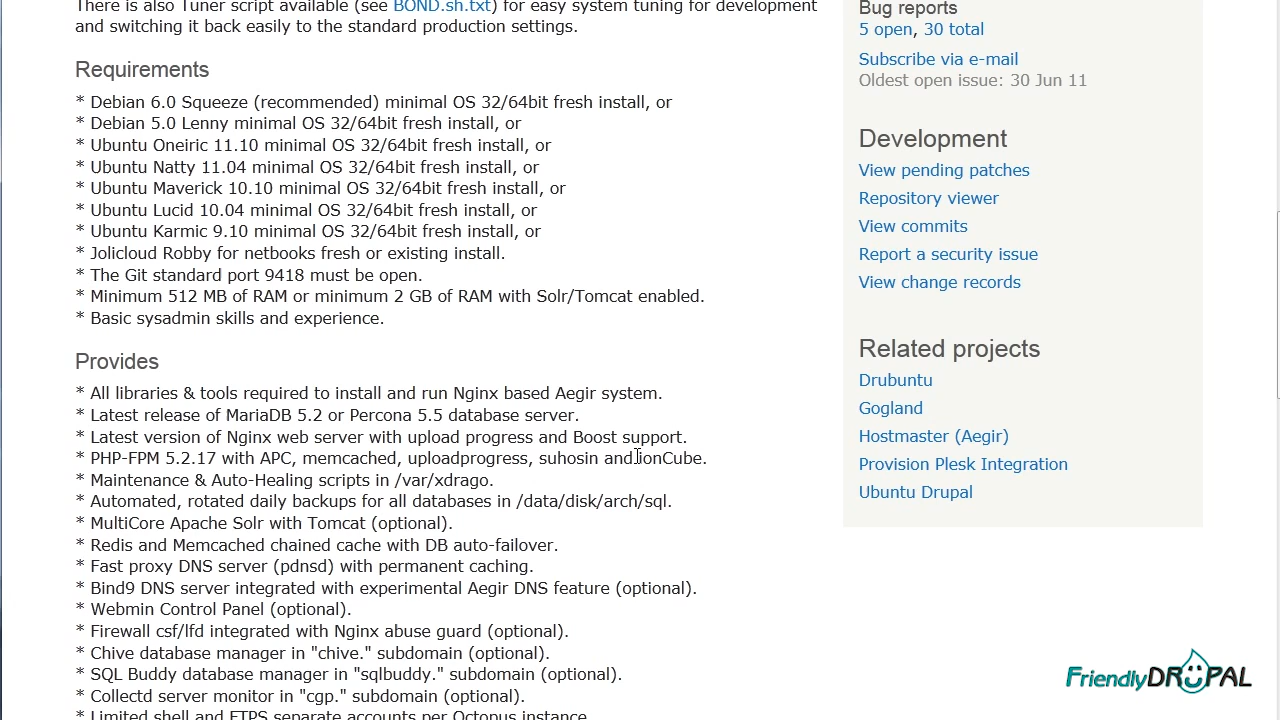 There is also Tuner script available (see BOND.sh.txt) for easy system tuning for development
and switching it back easily to the standard production settings.
Requirements
* Debian 6.0 Squeeze (recommended) minimal OS 32/64bit fresh install, or
* Debian 5.0 Lenny minimal OS 32/64bit fresh install, or
* Ubuntu Oneiric 11.10 minimal OS 32/64bit fresh install, or
* Ubuntu Natty 11.04 minimal OS 32/64bit fresh install, or
* Ubuntu Maverick 10.10 minimal OS 32/64bit fresh install, or
* Ubuntu Lucid 10.04 minimal OS 32/64bit fresh install, or
* Ubuntu Karmic 9.10 minimal OS 32/64bit fresh install, or
* Jolicloud Robby for netbooks fresh or existing install.
* The Git standard port 9418 must be open.
* Minimum 512 MB of RAM or minimum 2 GB of RAM with Solr/Tomcat enabled.
* Basic sysadmin skills and experience.
Provides
* All libraries & tools required to install and run Nginx based Aegir system.
* Latest release of MariaDB 5.2 or Percona 5.5 database server.
* Latest version of Nginx web server with upload progress and Boost support.
* PHP-FPM 5.2.17 with APC, memcached, uploadprogress, suhosin and ionCube.
* Maintenance & Auto-Healing scripts in /var/xdrago.
* Automated, rotated daily backups for all databases in /data/disk/arch/sql.
* MultiCore Apache Solr with Tomcat (optional).
* Redis and Memcached chained cache with DB auto-failover.
* Fast proxy DNS server (pdnsd) with permanent caching.
* Bind9 DNS server integrated with experimental Aegir DNS feature (optional).
* Webmin Control Panel (optional).
* Firewall csf/lfd integrated with Nginx abuse guard (optional).
* Chive database manager in "chive." subdomain (optional).
* SQL Buddy database manager in "sqlbuddy." subdomain (optional).
* Collectd server monitor in "cgp." subdomain (optional).
* Limited shell and FTPS separate accounts per Octopus instance.
Bug reports
5 open, 30 total
Subscribe via e-mail
Oldest open issue: 30 Jun 11
Development
View pending patches
Repository viewer
View commits
Report a security issue
View change records
Related projects
Drubuntu
Gogland
Hostmaster (Aegir)
Provision Plesk Integration
Ubuntu Drupal
FriendlyDRUPAL